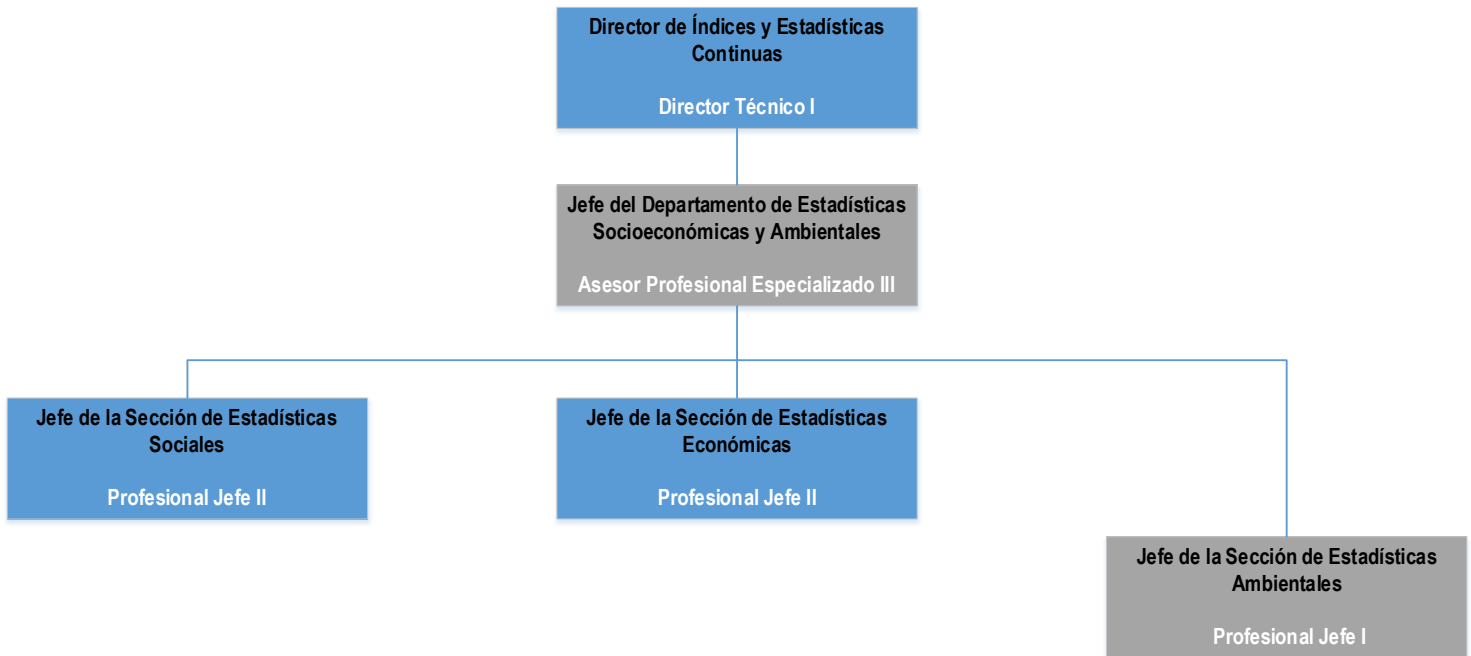 Director de Índices y Estadísticas
Continuas
Director Técnico I
Jefe del Departamento de Estadísticas
Socioeconómicas y Ambientales
Asesor Profesional Especializado III
Jefe de la Sección de Estadísticas
Sociales
Profesional Jefe II
Jefe de la Sección de Estadísticas
Económicas
Profesional Jefe II
Jefe de la Sección de Estadísticas
Ambientales
Profesional Jefe I